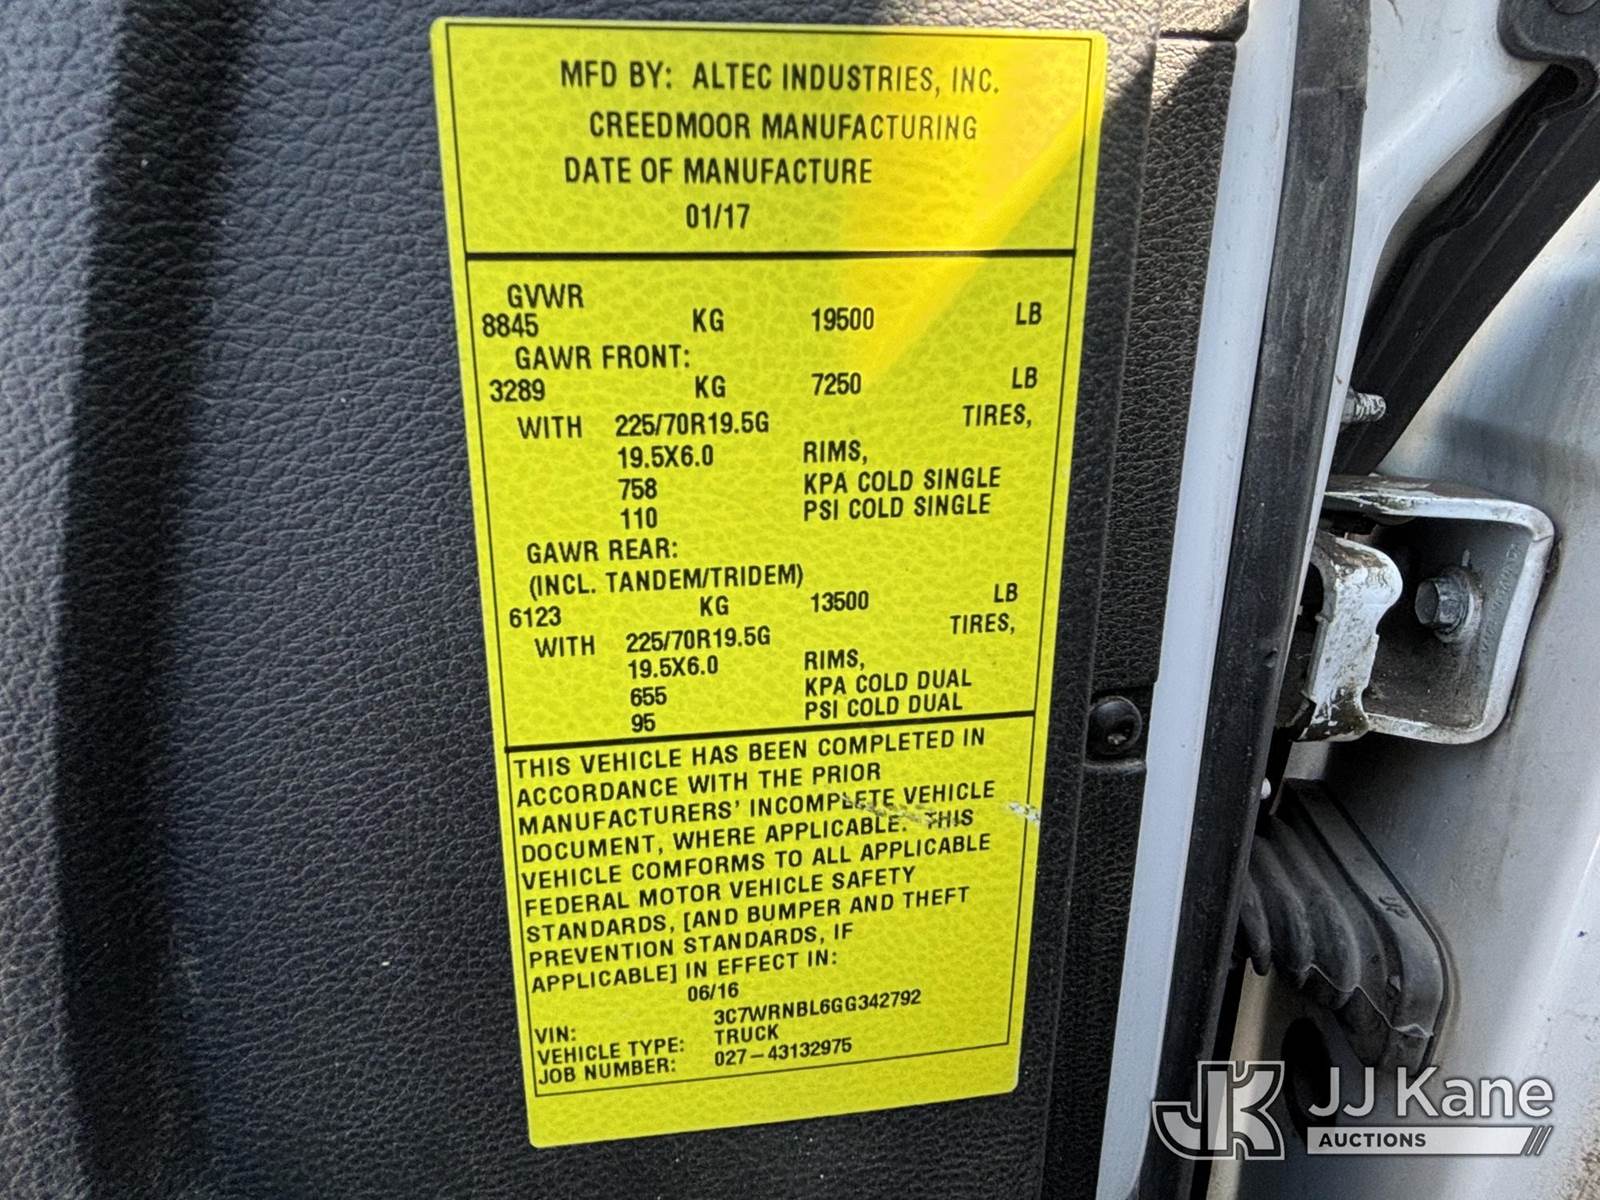 MFD BY: ALTEC INDUSTRIES, INC.
CREEDMOOR MANUFACTURING
DATE OF MANUFACTURE
01/17
GVWR
8845 KG 19500 LB
GAWR FRONT:
3289 KG 7250 LB
WITH 225/70R19.5G TIRES,
19.5X6.0 RIMS,
758 KPA COLD SINGLE
110 PSI COLD SINGLE
GAWR REAR:
(INCL. TANDEM/TRIDEM)
6123 KG 13500 LB
WITH 225/70R19.5G TIRES,
19.5X6.0 RIMS,
655 KPA COLD DUAL
95 PSI COLD DUAL
THIS VEHICLE HAS BEEN COMPLETED IN
ACCORDANCE WITH THE PRIOR
MANUFACTURERS' INCOMPLETE VEHICLE
DOCUMENT, WHERE APPLICABLE. THIS
VEHICLE COMFORMS TO ALL APPLICABLE
FEDERAL MOTOR VEHICLE SAFETY
STANDARDS, [AND BUMPER AND THEFT
PREVENTION STANDARDS, IF
APPLICABLE] IN EFFECT IN:
06/16
VIN: 3C7WRNBL6GG342792
VEHICLE TYPE: TRUCK
JOB NUMBER: 027-43132975
JK JJ Kane
AUCTIONS